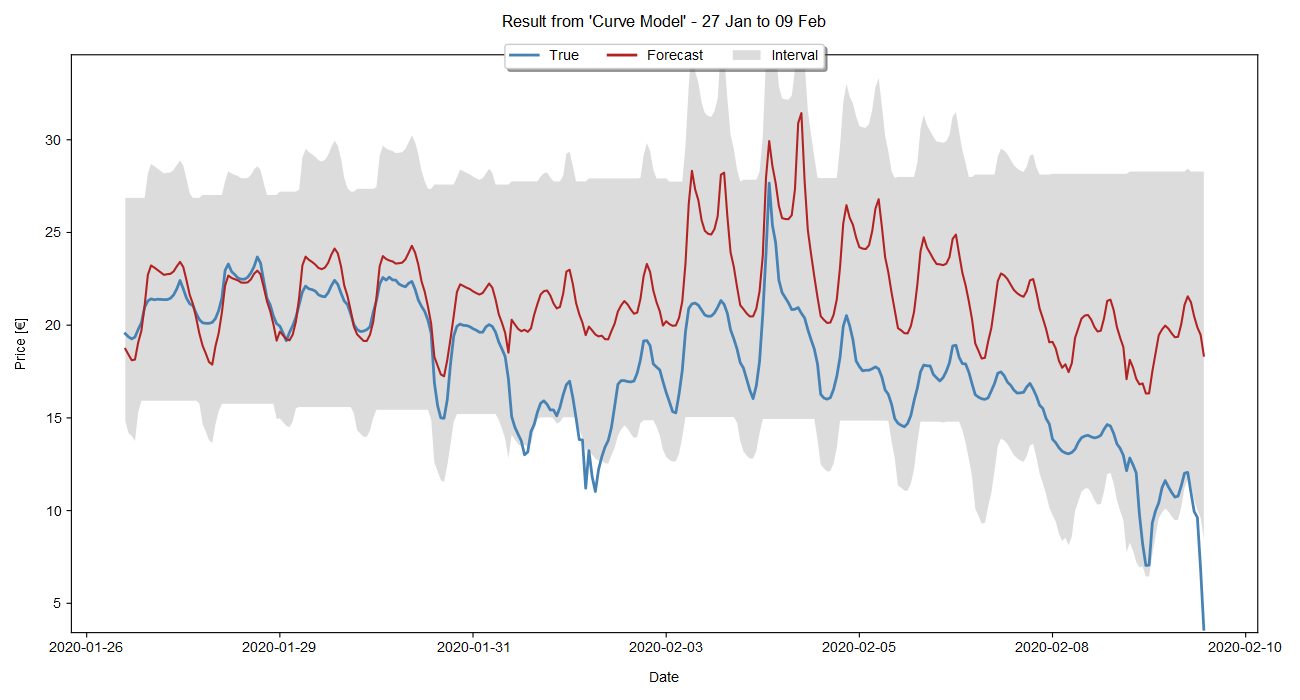 Result from 'Curve Model' - 27 Jan to 09 Feb
True Forecast Interval
30
25
20
15
10
5
Price [€]
2020-01-26 2020-01-29 2020-01-31 2020-02-03 2020-02-05 2020-02-08 2020-02-10
Date